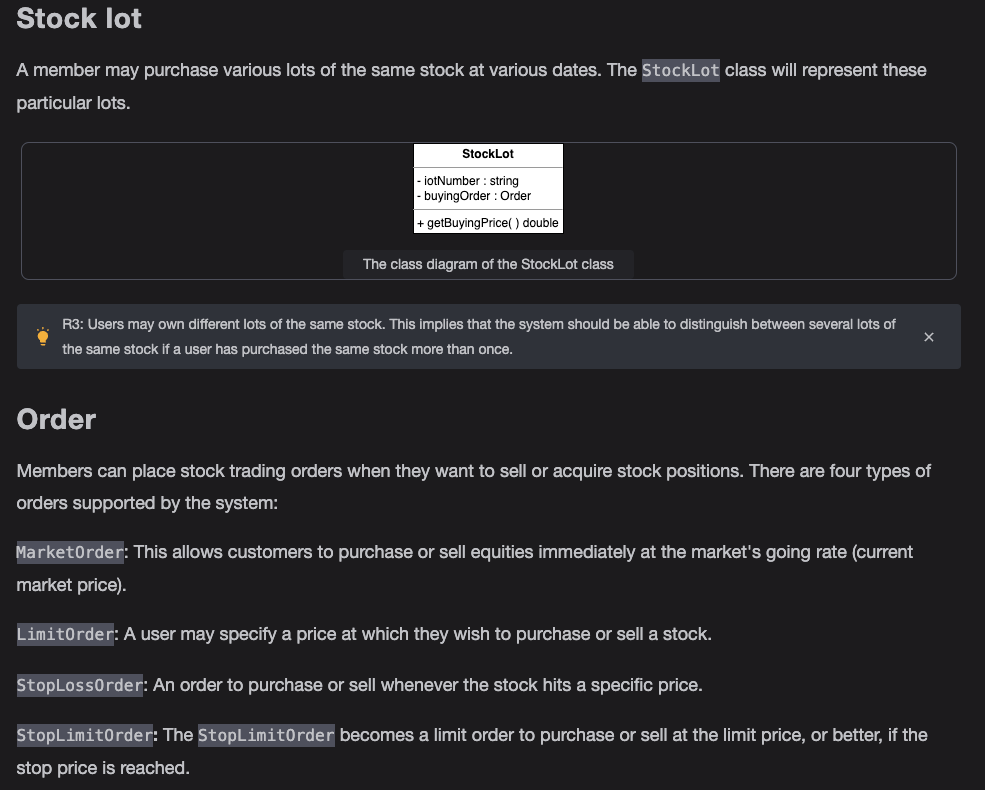 Stock lot
A member may purchase various lots of the same stock at various dates. The StockLot class will represent these
particular lots.
StockLot
- iotNumber : string
- buyingOrder : Order
+ getBuyingPrice( ) double
The class diagram of the StockLot class
R3: Users may own different lots of the same stock. This implies that the system should be able to distinguish between several lots of
the same stock if a user has purchased the same stock more than once.
Order
Members can place stock trading orders when they want to sell or acquire stock positions. There are four types of
orders supported by the system:
MarketOrder: This allows customers to purchase or sell equities immediately at the market's going rate (current
market price).
LimitOrder: A user may specify a price at which they wish to purchase or sell a stock.
StopLossOrder: An order to purchase or sell whenever the stock hits a specific price.
StopLimitOrder: The StopLimitOrder becomes a limit order to purchase or sell at the limit price, or better, if the
stop price is reached.